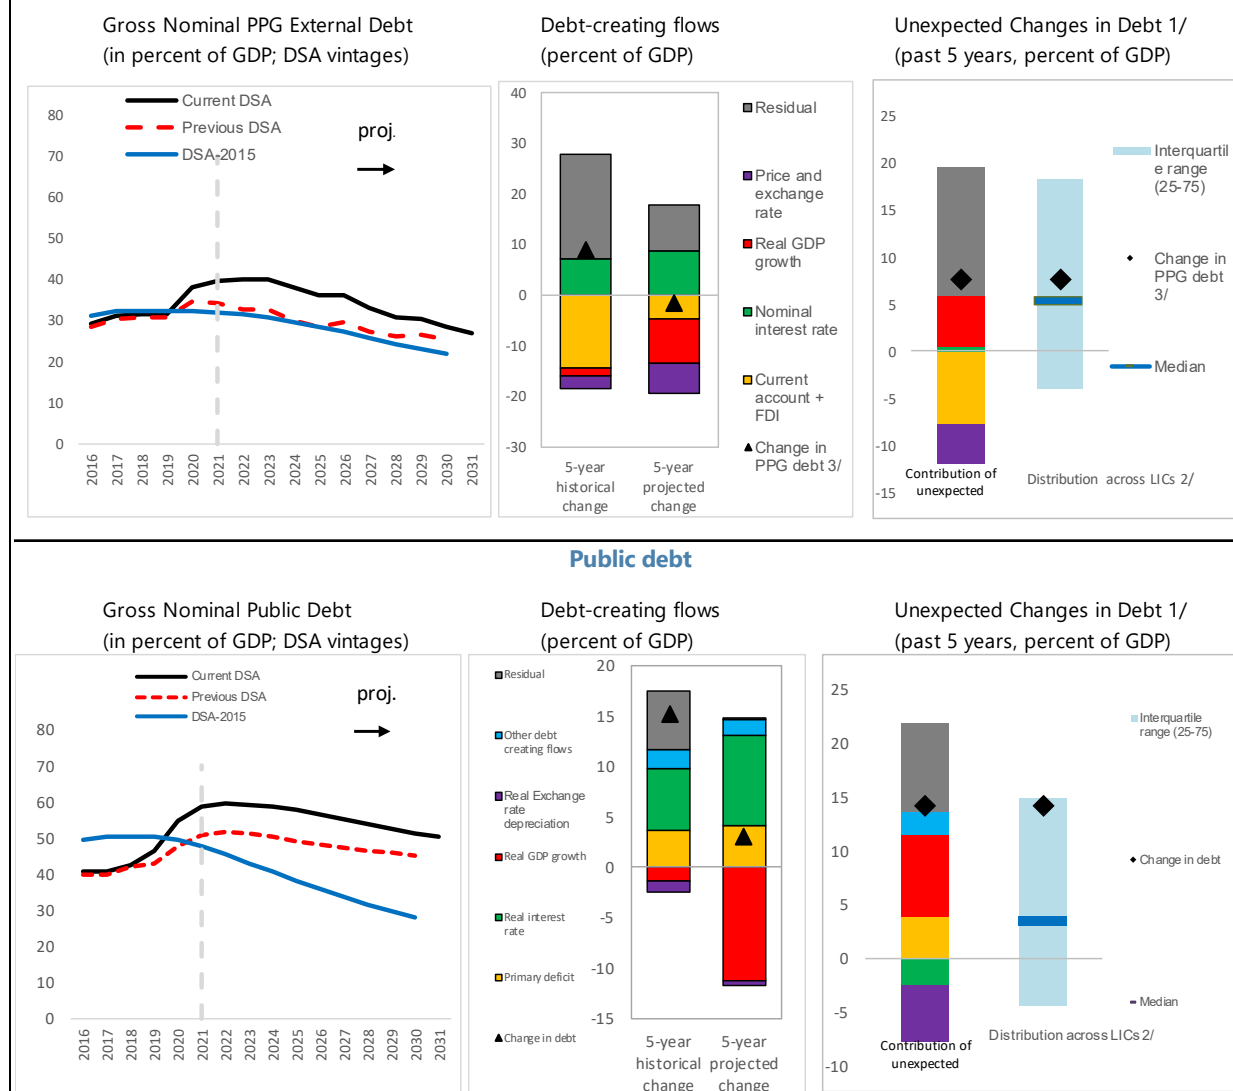 Gross Nominal PPG External Debt
(in percent of GDP; DSA vintages)
Current DSA
Previous DSA
DSA-2015
proj.
80
70
60
50
40
30
20
10
0
2016
2017
2018
2019
2020
2021
2022
2023
2024
2025
2026
2027
2028
2029
2030
2031
Debt-creating flows
(percent of GDP)
40
30
20
10
0
-10
-20
-30
5-year
historical
change
5-year
projected
change
Residual
Price and
exchange
rate
Real GDP
growth
Nominal
interest rate
Current
account +
FDI
Change in
PPG debt 3/
Unexpected Changes in Debt 1/
(past 5 years, percent of GDP)
25
20
15
10
5
0
-5
-10
-15
Contribution of
unexpected
Distribution across LICs 2/
Interquartil
e range
(25-75)
Change in
PPG debt
3/
Median
Public debt
Gross Nominal Public Debt
(in percent of GDP; DSA vintages)
Current DSA
Previous DSA
DSA-2015
proj.
80
70
60
50
40
30
20
10
0
2016
2017
2018
2019
2020
2021
2022
2023
2024
2025
2026
2027
2028
2029
2030
2031
Debt-creating flows
(percent of GDP)
Residual
Other debt
creating flows
Real Exchange
rate
depreciation
Real GDP growth
Real interest
rate
Primary deficit
Change in debt
20
15
10
5
0
-5
-10
-15
5-year
historical
change
5-year
projected
change
Unexpected Changes in Debt 1/
(past 5 years, percent of GDP)
25
20
15
10
5
0
-5
-10
Contribution of
unexpected
Distribution across LICs 2/
Interquartile
range (25-75)
Change in debt
Median